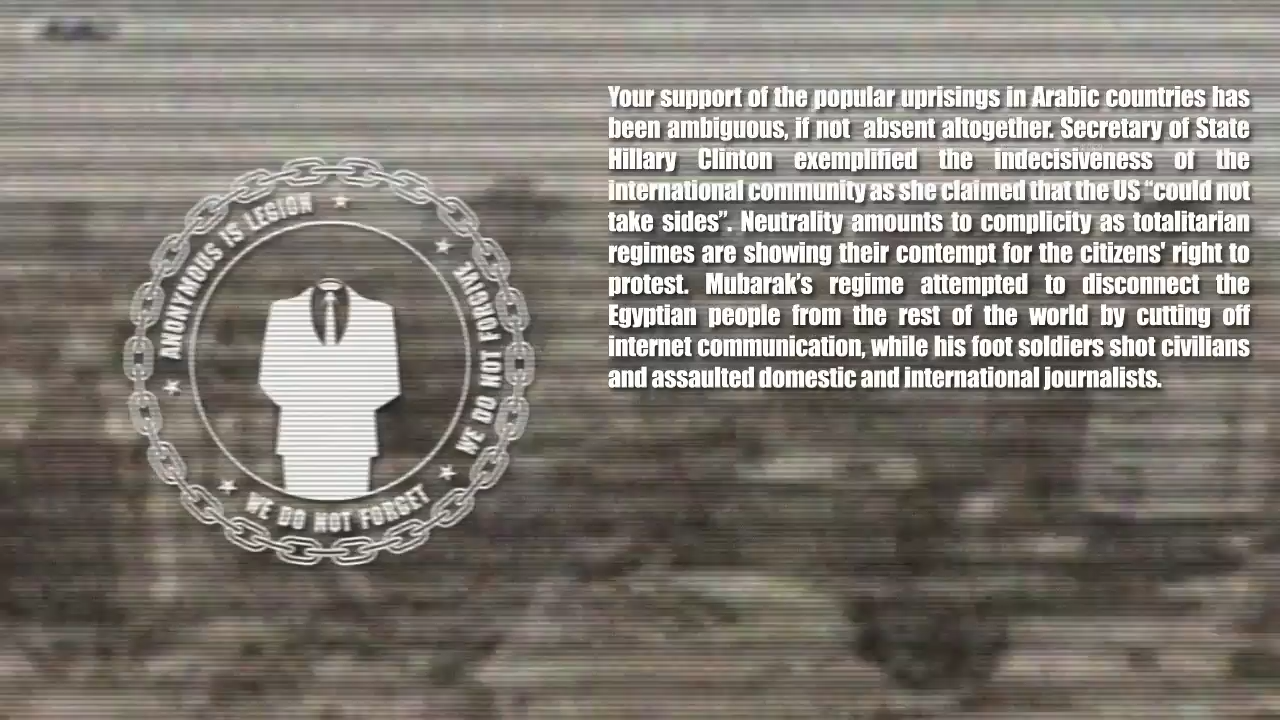 ANONYMOUS IS LEGION
WE DO NOT FORGIVE
WE DO NOT FORGET
Your support of the popular uprisings in Arabic countries has
been ambiguous, if not absent altogether. Secretary of State
Hillary Clinton exemplified the indecisiveness of the
international community as she claimed that the US “could not
take sides”. Neutrality amounts to complicity as totalitarian
regimes are showing their contempt for the citizens' right to
protest. Mubarak’s regime attempted to disconnect the
Egyptian people from the rest of the world by cutting off
internet communication, while his foot soldiers shot civilians
and assaulted domestic and international journalists.